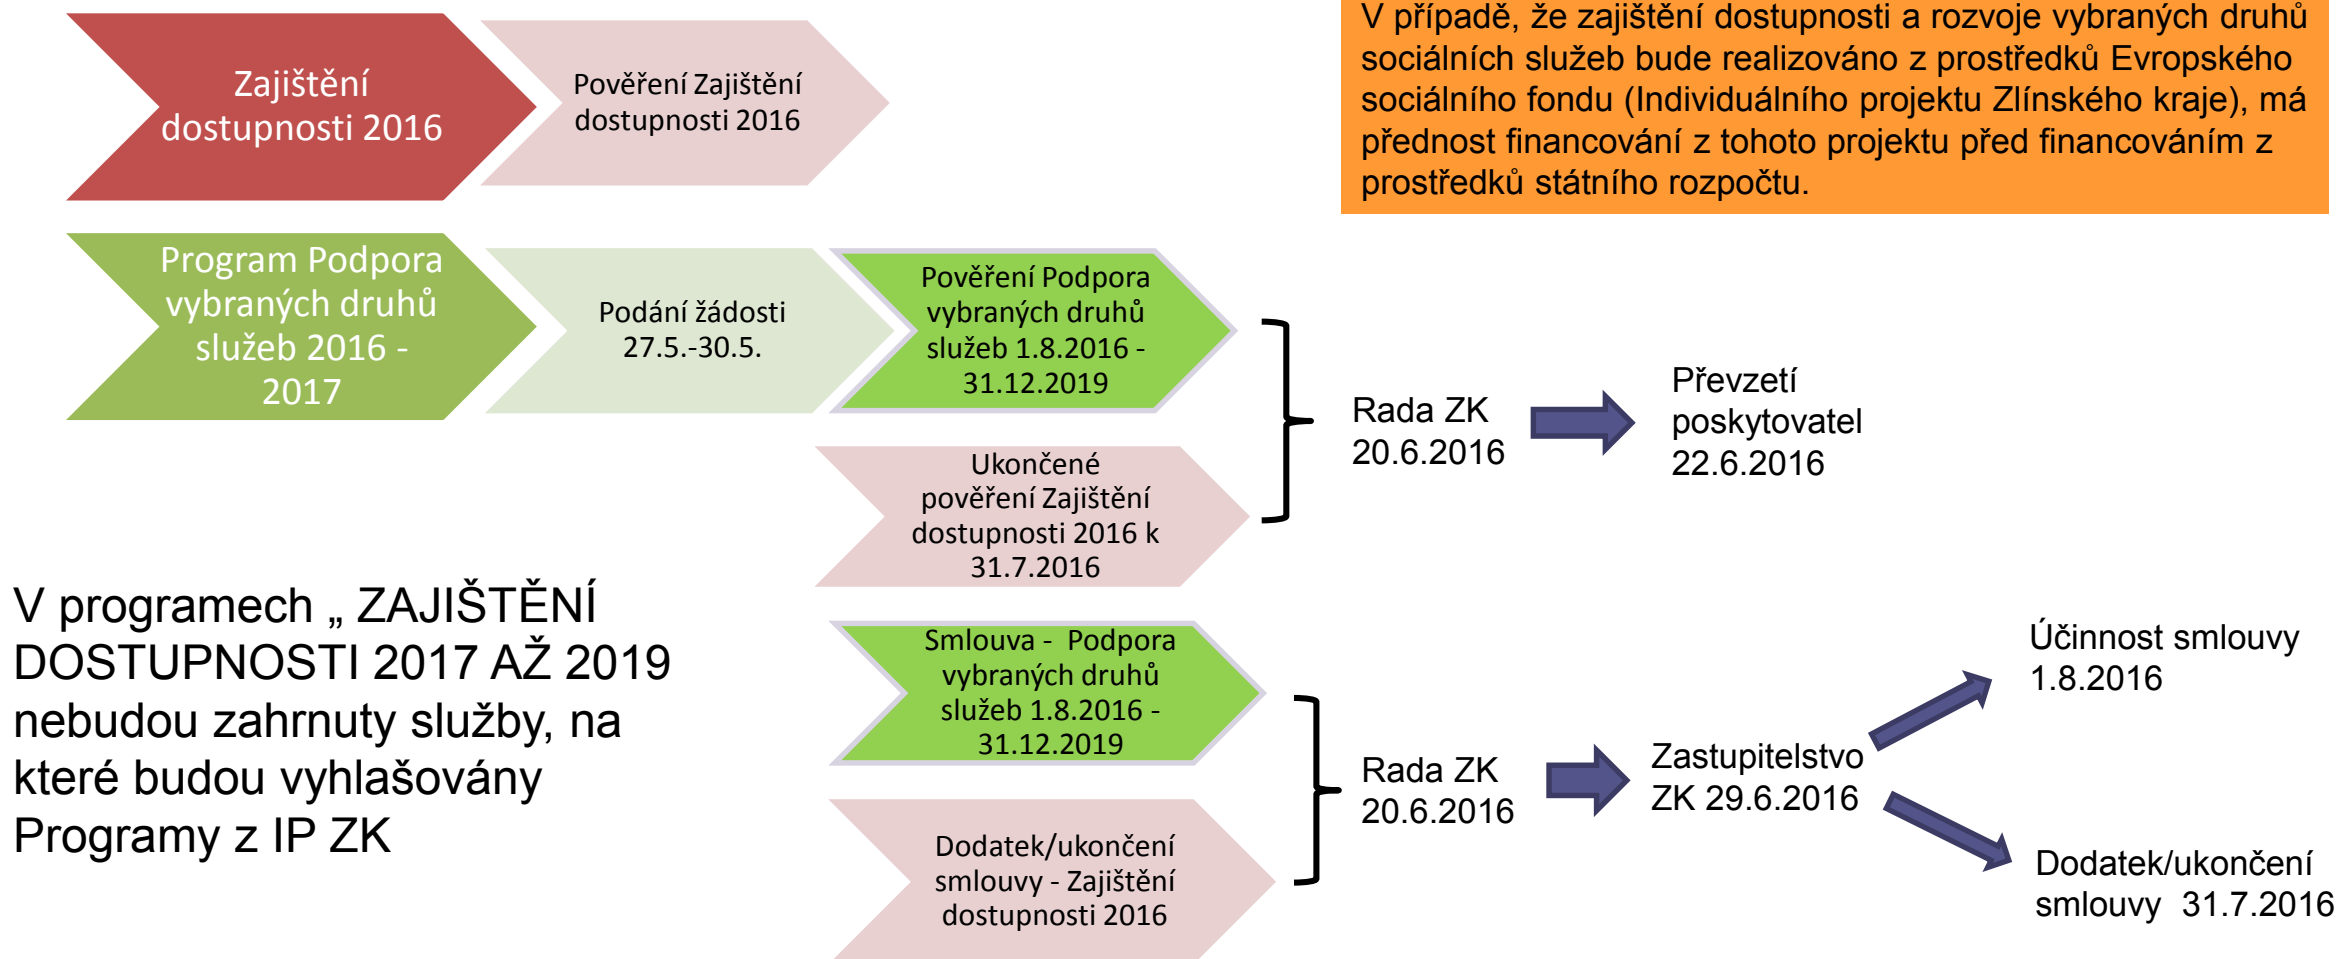 Zajištění
dostupnosti 2016
Pověření Zajištění
dostupnosti 2016
V případě, že zajištění dostupnosti a rozvoje vybraných druhů
sociálních služeb bude realizováno z prostředků Evropského
sociálního fondu (Individuálního projektu Zlínského kraje), má
přednost financování z tohoto projektu před financováním z
prostředků státního rozpočtu.
Program Podpora
vybraných druhů
služeb 2016 -
2017
Podání žádosti
27.5.-30.5.
Pověření Podpora
vybraných druhů
služeb 1.8.2016 -
31.12.2019
Ukončené
pověření Zajištění
dostupnosti 2016 k
31.7.2016
Rada ZK
20.6.2016
Převzetí
poskytovatel
22.6.2016
V programech „ ZAJIŠTĚNÍ
DOSTUPNOSTI 2017 AŽ 2019
nebudou zahrnuty služby, na
které budou vyhlašovány
Programy z IP ZK
Smlouva - Podpora
vybraných druhů
služeb 1.8.2016 -
31.12.2019
Dodatek/ukončení
smlouvy - Zajištění
dostupnosti 2016
Rada ZK
20.6.2016
Zastupitelstvo
ZK 29.6.2016
Účinnost smlouvy
1.8.2016
Dodatek/ukončení
smlouvy 31.7.2016